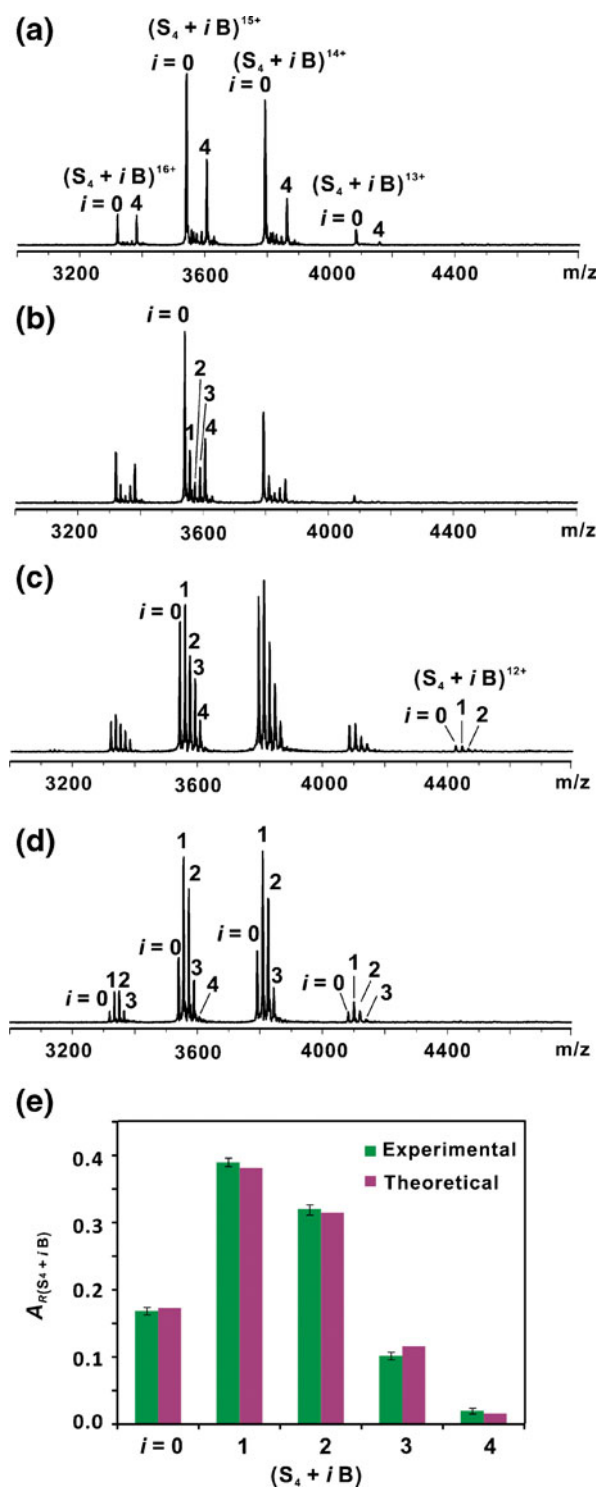 (a)
(S₄ + i B)¹⁵⁺
i = 0
(S₄ + i B)¹⁴⁺
i = 0
4
(S₄ + i B)¹⁶⁺
i = 0 4
4
(S₄ + i B)¹³⁺
i = 0
4
3200 3600 4000 4400 m/z
(b)
i = 0
2
3
1
4
3200 3600 4000 4400 m/z
(c)
1
i = 0
2
3
4
(S₄ + i B)¹²⁺
i = 0 1 2
3200 3600 4000 4400 m/z
(d)
1
2
i = 0
3
4
1
2
i = 0
3
i = 0 1 2 3
i = 0 1 2 3
3200 3600 4000 4400 m/z
(e)
Experimental
Theoretical
0.4
0.3
0.2
0.1
0.0
A_R(S⁴ + i B)
i = 0 1 2 3 4
(S₄ + i B)